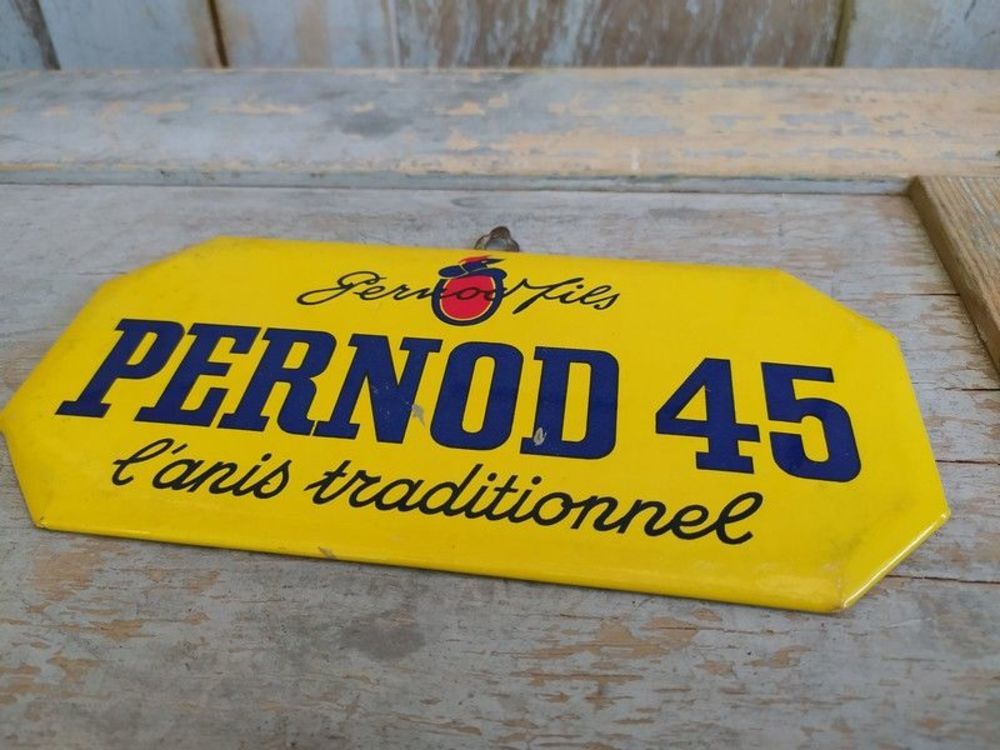 Pernod fils
PERNOD 45
l'anis traditionnel